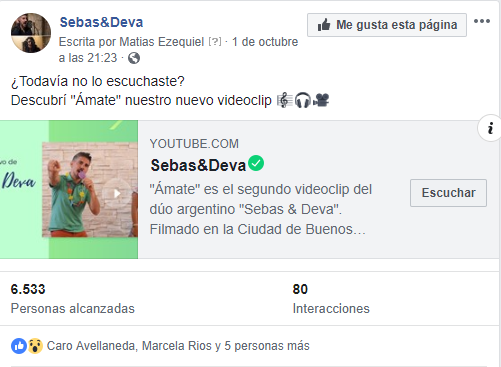 Sebas&Deva
Me gusta esta página
Escrita por Matias Ezequiel [?] · 1 de octubre
a las 21:23 ·
¿Todavía no lo escuchaste?
Descubrí "Ámate" nuestro nuevo videoclip 🎼🎧🎥
vo de
Deva
YOUTUBE.COM
Sebas&Deva
"Ámate" es el segundo videoclip del
dúo argentino "Sebas & Deva".
Filmado en la Ciudad de Buenos...
Escuchar
i
6.533
Personas alcanzadas
80
Interacciones
Caro Avellaneda, Marcela Rios y 5 personas más